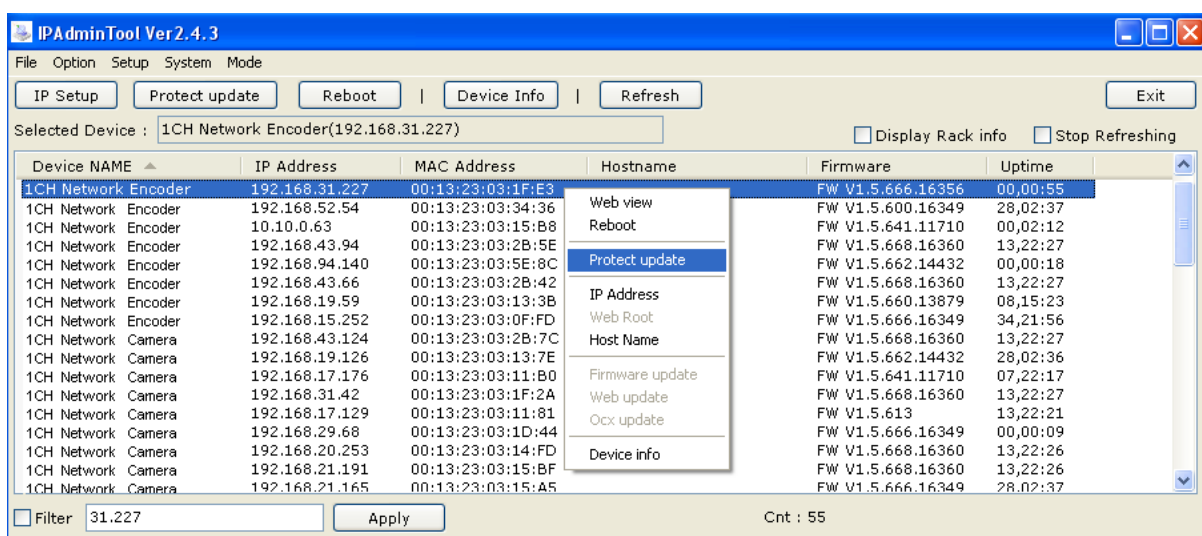 IPAdminTool Ver2.4.3
File Option Setup System Mode
IP Setup Protect update Reboot | Device Info | Refresh Exit
Selected Device : 1CH Network Encoder(192.168.31.227) Display Rack info Stop Refreshing
Device NAME IP Address MAC Address Hostname Firmware Uptime
1CH Network Encoder 192.168.31.227 00:13:23:03:1F:E3 FW V1.5.666.16356 00,00:55
1CH Network Encoder 192.168.52.54 00:13:23:03:34:36 FW V1.5.600.16349 28,02:37
1CH Network Encoder 10.10.0.63 00:13:23:03:15:B8 FW V1.5.641.11710 00,02:12
1CH Network Encoder 192.168.43.94 00:13:23:03:2B:5E FW V1.5.668.16360 13,22:27
1CH Network Encoder 192.168.94.140 00:13:23:03:5E:8C FW V1.5.662.14432 00,00:18
1CH Network Encoder 192.168.43.66 00:13:23:03:2B:42 FW V1.5.668.16360 13,22:27
1CH Network Encoder 192.168.19.59 00:13:23:03:13:3B FW V1.5.660.13879 08,15:23
1CH Network Encoder 192.168.15.252 00:13:23:03:0F:FD FW V1.5.666.16349 34,21:56
1CH Network Camera 192.168.43.124 00:13:23:03:2B:7C FW V1.5.668.16360 13,22:27
1CH Network Camera 192.168.19.126 00:13:23:03:13:7E FW V1.5.662.14432 28,02:36
1CH Network Camera 192.168.17.176 00:13:23:03:11:B0 FW V1.5.641.11710 07,22:17
1CH Network Camera 192.168.31.42 00:13:23:03:1F:2A FW V1.5.668.16360 13,22:27
1CH Network Camera 192.168.17.129 00:13:23:03:11:81 FW V1.5.613 13,22:21
1CH Network Camera 192.168.29.68 00:13:23:03:1D:44 FW V1.5.666.16349 00,00:09
1CH Network Camera 192.168.20.253 00:13:23:03:14:FD FW V1.5.668.16360 13,22:26
1CH Network Camera 192.168.21.191 00:13:23:03:15:BF FW V1.5.668.16360 13,22:26
1CH Network Camera 192.168.21.165 00:13:23:03:15:A5 FW V1.5.666.16349 28,02:37
Web view
Reboot
Protect update
IP Address
Web Root
Host Name
Firmware update
Web update
Ocx update
Device info
Filter 31.227 Apply Cnt : 55